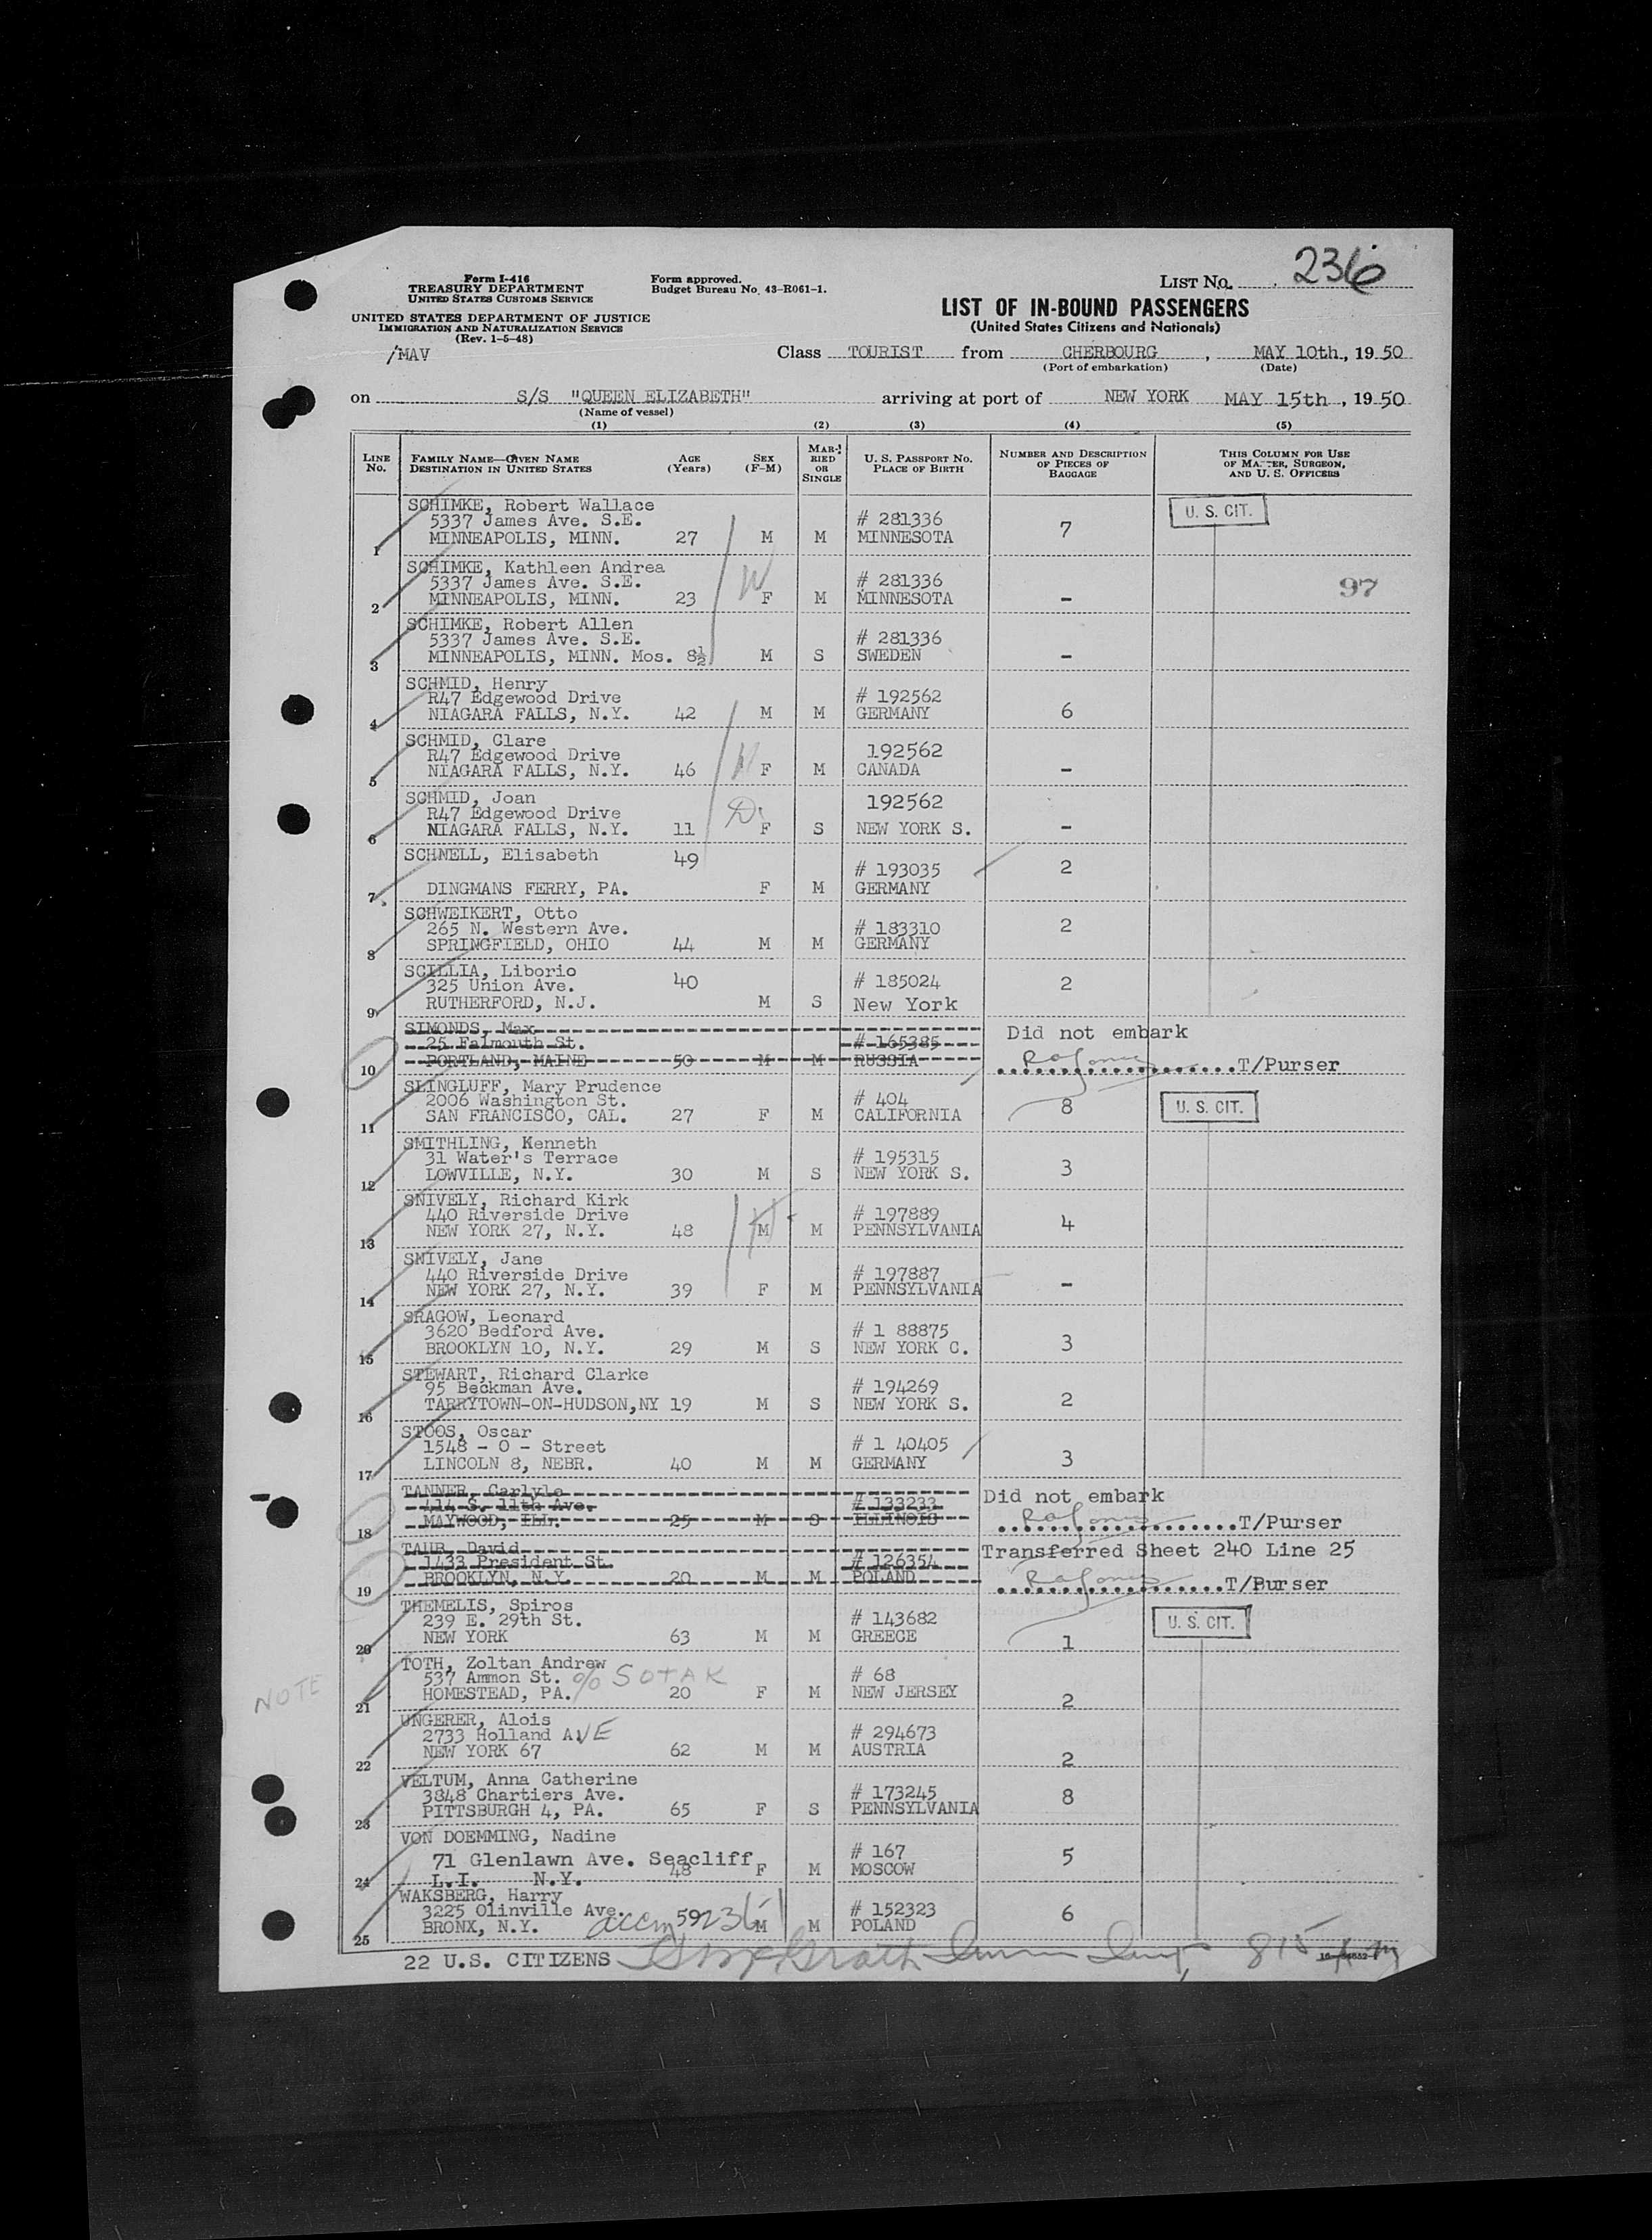 Form I-416
TREASURY DEPARTMENT
UNITED STATES CUSTOMS SERVICE
UNITED STATES DEPARTMENT OF JUSTICE
IMMIGRATION AND NATURALIZATION SERVICE
(Rev. 1-5-48)
/MAV
Form approved.
Budget Bureau No. 43-R061-1.
LIST No. 236
LIST OF IN-BOUND PASSENGERS
(United States Citizens and Nationals)
Class TOURIST from CHERBOURG, MAY 10th, 19 50
(Port of embarkation) (Date)
on S/S "QUEEN ELIZABETH" arriving at port of NEW YORK MAY 15th, 19 50
(Name of vessel)
(1) (2) (3) (4) (5)
LINE No. FAMILY NAME—GIVEN NAME DESTINATION IN UNITED STATES AGE (Years) SEX (F-M) MARRIED OR SINGLE U. S. PASSPORT NO. PLACE OF BIRTH NUMBER AND DESCRIPTION OF PIECES OF BAGGAGE THIS COLUMN FOR USE OF MASTER, SURGEON, AND U. S. OFFICERS
SCHIMKE, Robert Wallace
5337 James Ave. S.E. # 281336 U. S. CIT.
1 MINNEAPOLIS, MINN. 27 M M MINNESOTA 7
SCHIMKE, Kathleen Andrea
5337 James Ave. S.E. W # 281336 97
2 MINNEAPOLIS, MINN. 23 F M MINNESOTA -
SCHIMKE, Robert Allen
5337 James Ave. S.E. # 281336
3 MINNEAPOLIS, MINN. Mos. 8½ M S SWEDEN -
SCHMID, Henry
R47 Edgewood Drive # 192562
4 NIAGARA FALLS, N.Y. 42 M M GERMANY 6
SCHMID, Clare
R47 Edgewood Drive W 192562
5 NIAGARA FALLS, N.Y. 46 F M CANADA -
SCHMID, Joan
R47 Edgewood Drive D 192562
6 NIAGARA FALLS, N.Y. 11 F S NEW YORK S. -
SCHNELL, Elisabeth 49 # 193035 2
7 DINGMANS FERRY, PA. F M GERMANY
SCHWEIKERT, Otto
265 N. Western Ave. # 183310 2
8 SPRINGFIELD, OHIO 44 M M GERMANY
SCILLIA, Liborio 40
325 Union Ave. # 185024 2
9 RUTHERFORD, N.J. M S New York
SIMONDS, Max Did not embark
25 Falmouth St. # 165385
10 PORTLAND, MAINE 50 M M RUSSIA T/Purser
SLINGLUFF, Mary Prudence
2006 Washington St. # 404
11 SAN FRANCISCO, CAL. 27 F M CALIFORNIA 8 U. S. CIT.
SMITHLING, Kenneth
31 Water's Terrace # 195315
12 LOWVILLE, N.Y. 30 M S NEW YORK S. 3
SNIVELY, Richard Kirk
440 Riverside Drive # 197889
13 NEW YORK 27, N.Y. 48 M M PENNSYLVANIA 4
SNIVELY, Jane
440 Riverside Drive # 197887
14 NEW YORK 27, N.Y. 39 F M PENNSYLVANIA -
SRAGOW, Leonard
3620 Bedford Ave. # 1 88875
15 BROOKLYN 10, N.Y. 29 M S NEW YORK C. 3
STEWART, Richard Clarke
95 Beckman Ave. # 194269
16 TARRYTOWN-ON-HUDSON,NY 19 M S NEW YORK S. 2
STOOS, Oscar
1548 - O - Street # 1 40405
17 LINCOLN 8, NEBR. 40 M M GERMANY 3
TANNER, Carlyle Did not embark
414 S. 11th Ave. # 133233
18 MAYWOOD, ILL. 25 M S ILLINOIS T/Purser
TAUB, David Transferred Sheet 240 Line 25
1433 President St. # 126354
19 BROOKLYN, N.Y. 20 M M POLAND T/Purser
THEMELIS, Spiros
239 E. 29th St. # 143682 U. S. CIT.
20 NEW YORK 63 M M GREECE 1
TOTH, Zoltan Andrew
537 Ammon St. % SOTAK # 68
NOTE 21 HOMESTEAD, PA. 20 F M NEW JERSEY 2
UNGERER, Alois
2733 Holland AVE # 294673
22 NEW YORK 67 62 M M AUSTRIA 2
VELTUM, Anna Catherine
3848 Chartiers Ave. # 173245
23 PITTSBURGH 4, PA. 65 F S PENNSYLVANIA 8
VON DOEMMING, Nadine
71 Glenlawn Ave. Seacliff # 167
24 L.I. N.Y. 48 F M MOSCOW 5
WAKSBERG, Harry
3225 Olinville Ave. # 152323
25 BRONX, N.Y. 59 M M POLAND 6
22 U.S. CITIZENS